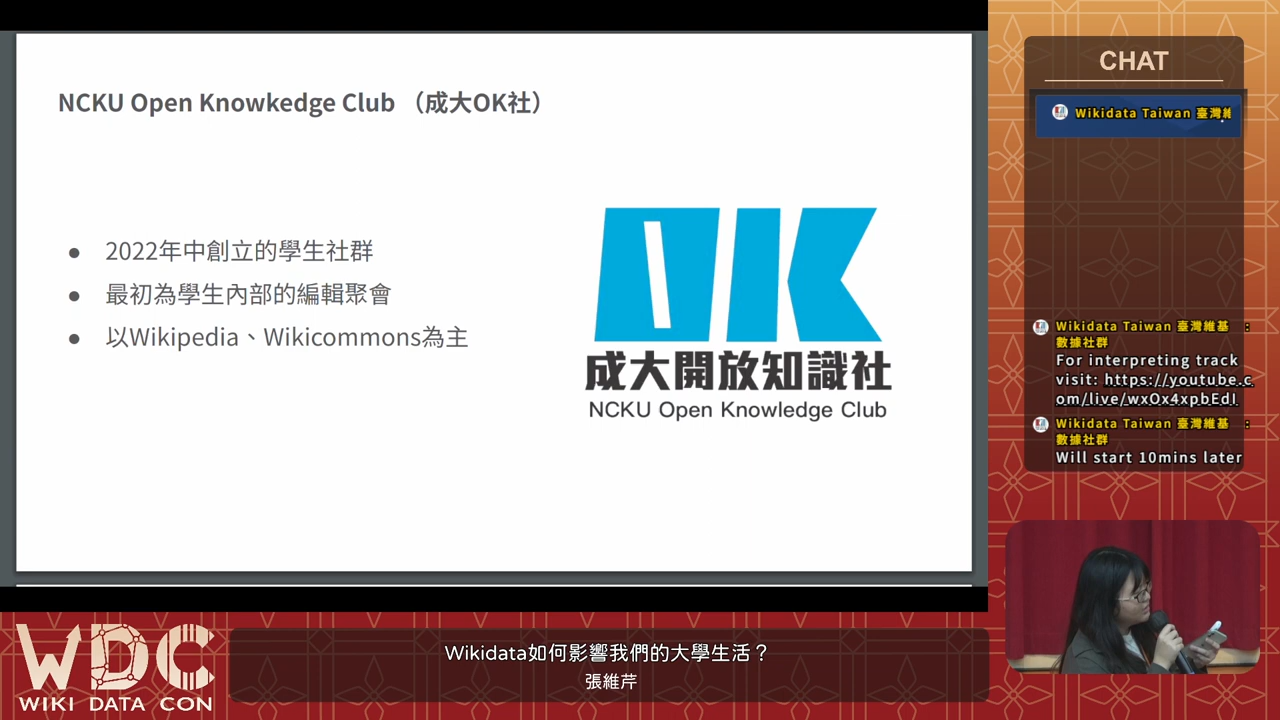 NCKU Open Knowkedge Club （成大OK社）
● 2022年中創立的學生社群
● 最初為學生內部的編輯聚會
● 以Wikipedia、Wikicommons為主
OK
成大開放知識社
NCKU Open Knowledge Club
CHAT
Wikidata Taiwan 臺灣維
Wikidata Taiwan 臺灣維基 :
數據社群
For interpreting track
visit: https://youtube.c
om/live/wxOx4xpbEdI
Wikidata Taiwan 臺灣維基 :
數據社群
Will start 10mins later
WDC
WIKI DATA CON
Wikidata如何影響我們的大學生活？
張維芹